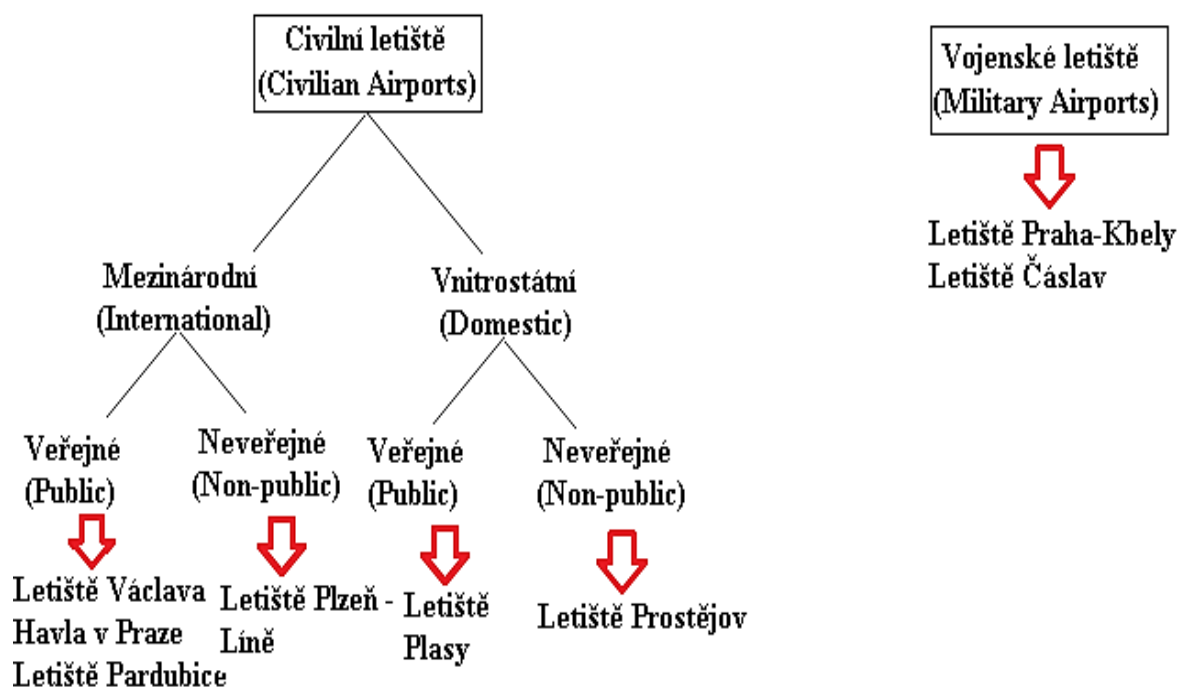 Civilní letiště
(Civilian Airports)
Vojenské letiště
(Military Airports)
Letiště Praha-Kbely
Letiště Čáslav
Mezinárodní
(International)
Vnitrostátní
(Domestic)
Veřejné
(Public)
Neveřejné
(Non-public)
Veřejné
(Public)
Neveřejné
(Non-public)
Letiště Václava
Havla v Praze
Letiště Pardubice
Letiště Plzeň -
Líně
Letiště
Plasy
Letiště Prostějov